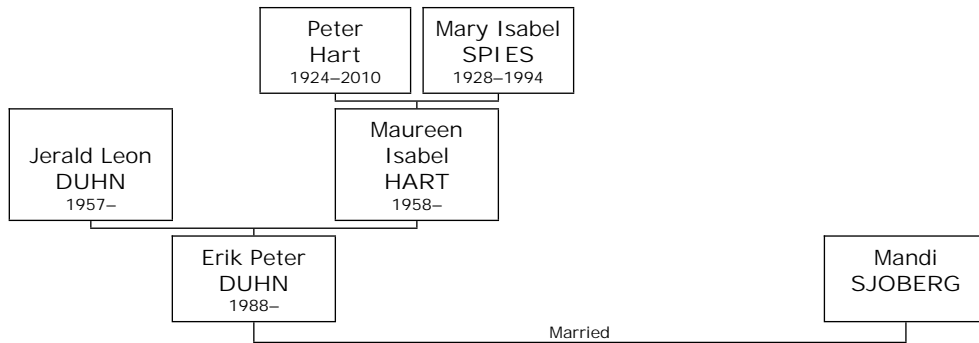 Peter
Hart
1924–2010
Mary Isabel
SPIES
1928–1994
Jerald Leon
DUHN
1957–
Maureen
Isabel
HART
1958–
Erik Peter
DUHN
1988–
Mandi
SJOBERG
Married